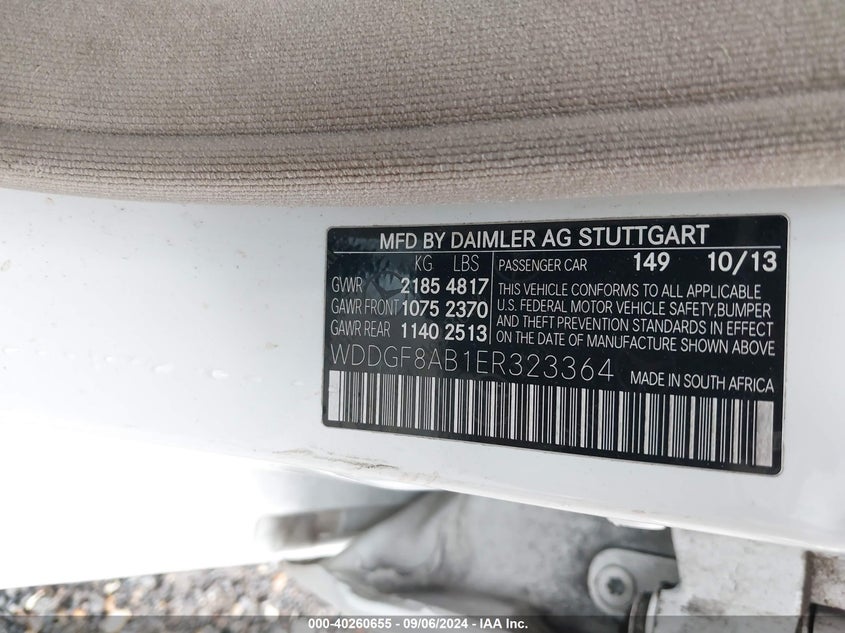 MFD BY DAIMLER AG STUTTGART
KG LBS
GVWR 2185 4817
GAWR FRONT 1075 2370
GAWR REAR 1140 2513
PASSENGER CAR 149 10/13
THIS VEHICLE CONFORMS TO ALL APPLICABLE
U.S. FEDERAL MOTOR VEHICLE SAFETY,BUMPER
AND THEFT PREVENTION STANDARDS IN EFFECT
ON THE DATE OF MANUFACTURE SHOWN ABOVE
WDDGF8AB1ER323364
MADE IN SOUTH AFRICA
000-40260655 - 09/06/2024 - IAA Inc.